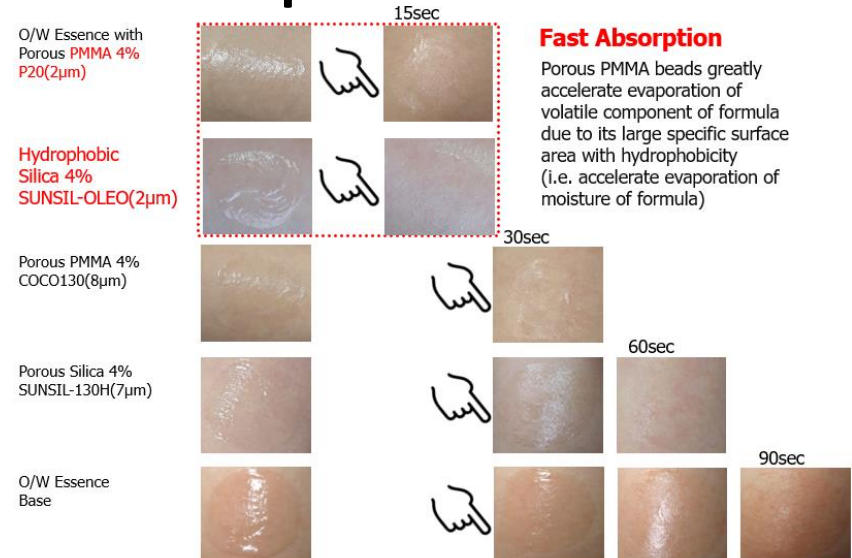 15sec
O/W Essence with
Porous PMMA 4%
P20(2µm)
Fast Absorption
Porous PMMA beads greatly
accelerate evaporation of
volatile component of formula
due to its large specific surface
area with hydrophobicity
(i.e. accelerate evaporation of
moisture of formula)
Hydrophobic
Silica 4%
SUNSIL-OLEO(2µm)
30sec
Porous PMMA 4%
COCO130(8µm)
60sec
Porous Silica 4%
SUNSIL-130H(7µm)
90sec
O/W Essence
Base